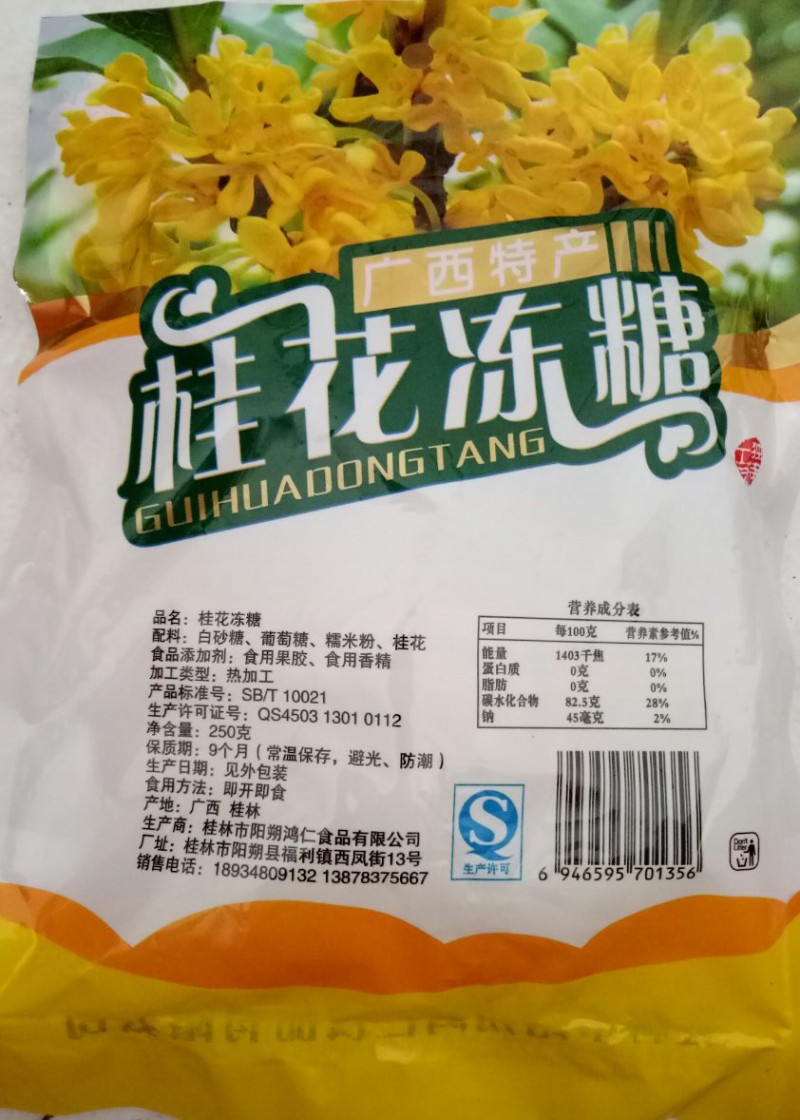 广西特产
桂花冻糖
GUIHUADONGTANG
品名：桂花冻糖
配料：白砂糖、葡萄糖、糯米粉、桂花
食品添加剂：食用果胶、食用香精
加工类型：热加工
产品标准号：SB/T 10021
生产许可证号：QS4503 1301 0112
净含量：250克
保质期：9个月（常温保存，避光、防潮）
生产日期：见外包装
食用方法：即开即食
产地：广西 桂林
生产商：桂林市阳朔鸿仁食品有限公司
厂址：桂林市阳朔县福利镇西凤街13号
销售电话：18934809132 13878375667
营养成分表
项目 每100克 营养素参考值%
能量 1403千焦 17%
蛋白质 0克 0%
脂肪 0克 0%
碳水化合物 82.5克 28%
钠 45毫克 2%
S
生产许可
6 946595 701356
Don't
Litter